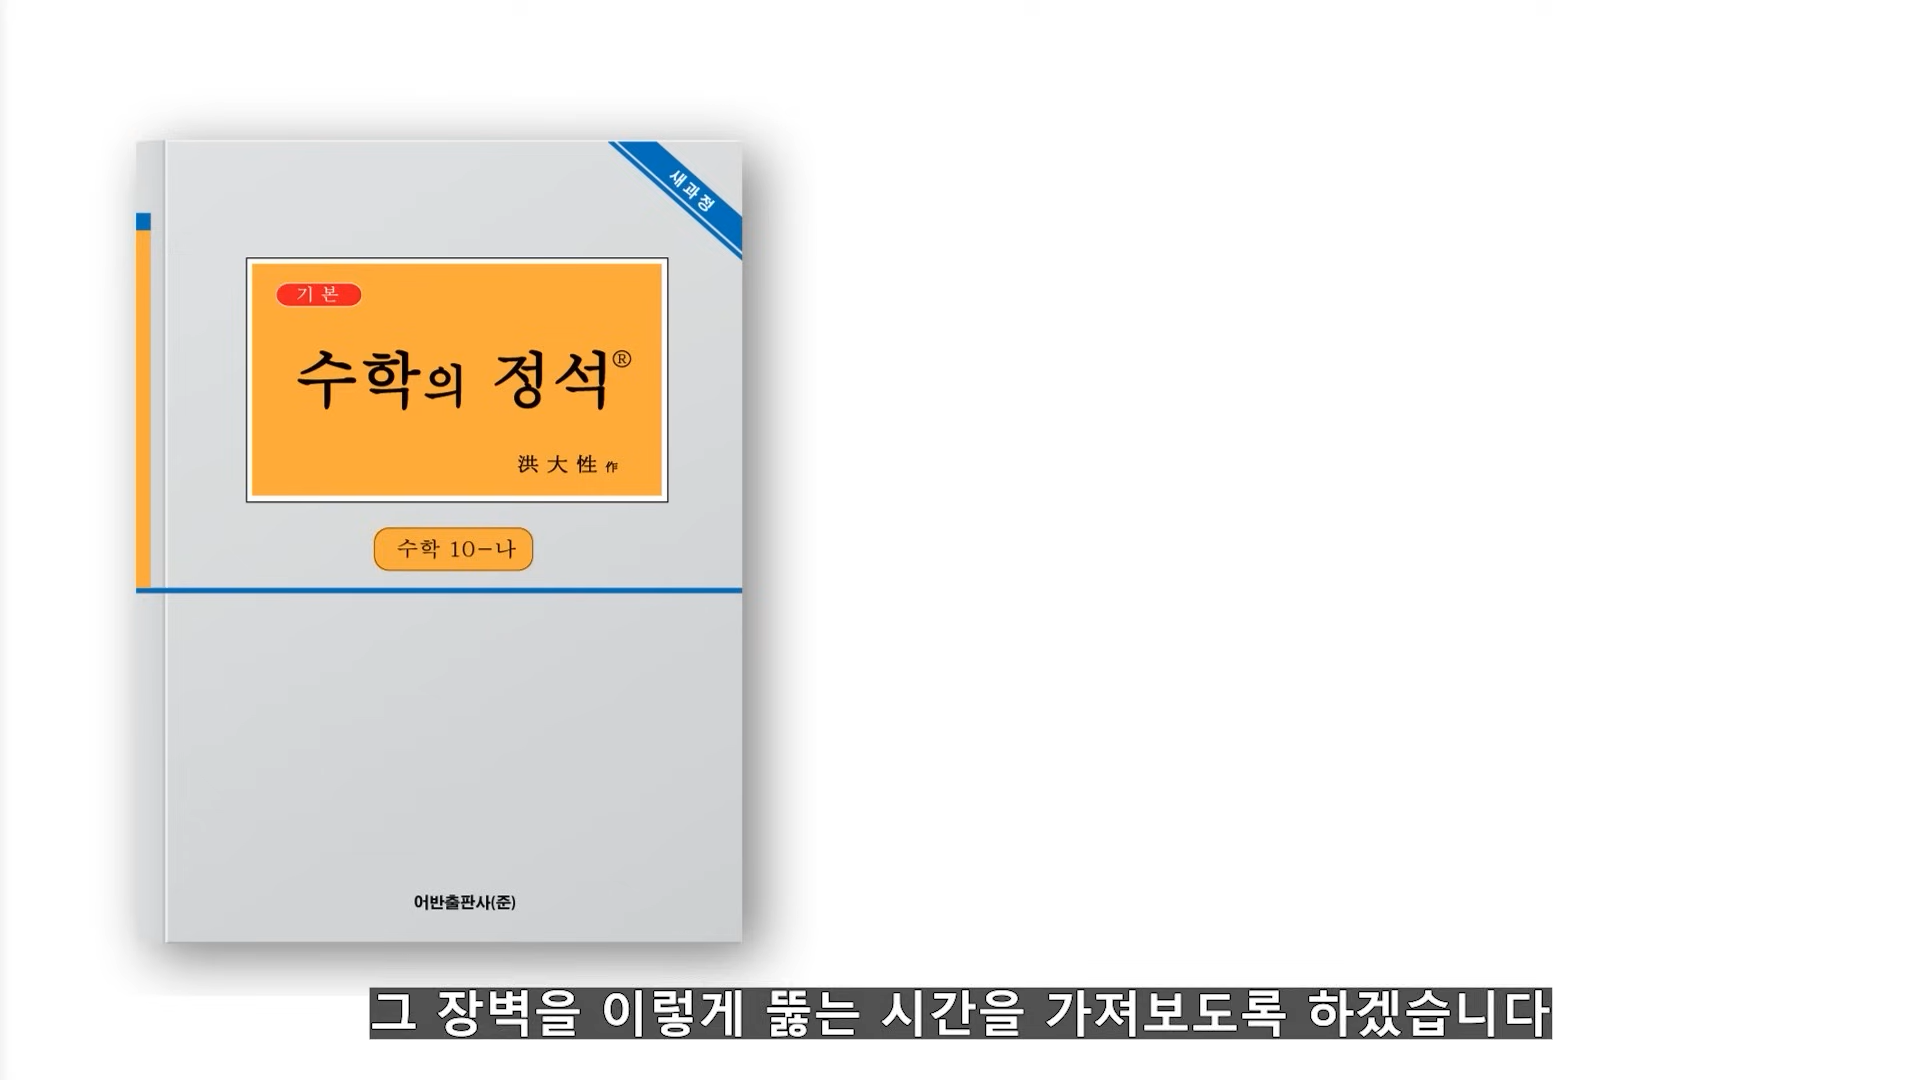 새과정
기본
수학의 정석®
洪大性 作
수학 10-나
어반출판사(준)
그 장벽을 이렇게 뚫는 시간을 가져보도록 하겠습니다